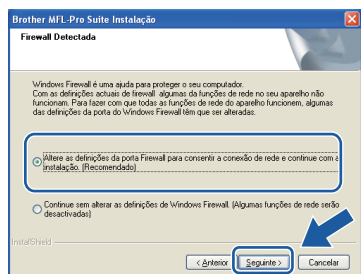 Brother MFL-Pro Suite Instalação
Firewall Detectada
Windows Firewall é uma ajuda para proteger o seu computador.
Com as definições actuais de firewall algumas das funções de rede no seu aparelho não
funcionam. Para fazer com que todas as funções de rede do aparelho funcionem, algumas
das definições da porta do Windows Firewall têm que ser alteradas.
Altere as definições da porta Firewall para consentir a conexão de rede e continue com a
instalação. (Recomendado)
Continue sem alterar as definições de Windows Firewall. (Algumas funções de rede serão
desactivadas)
InstallShield
< Anterior Seguinte > Cancelar